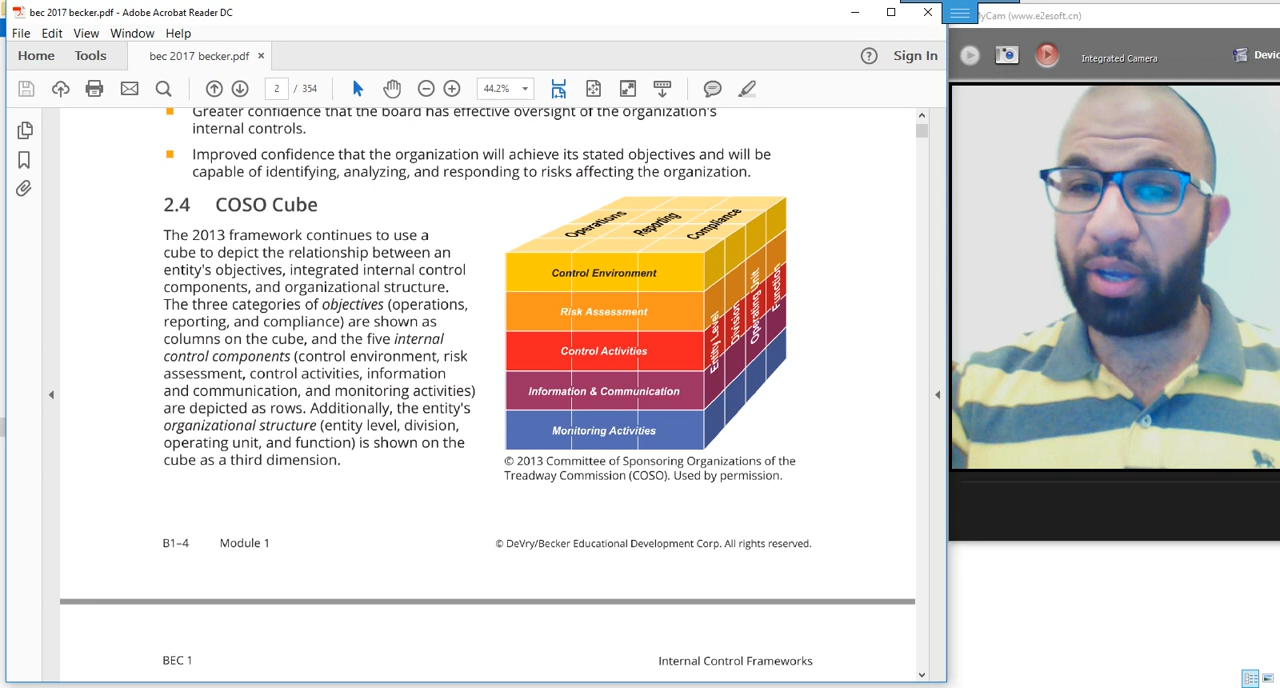 bec 2017 becker.pdf - Adobe Acrobat Reader DC
File Edit View Window Help
Home Tools bec 2017 becker.pdf × Sign In
2 / 354 44.2%
Greater confidence that the board has effective oversight of the organization's
internal controls.
Improved confidence that the organization will achieve its stated objectives and will be
capable of identifying, analyzing, and responding to risks affecting the organization.
2.4 COSO Cube
The 2013 framework continues to use a
cube to depict the relationship between an
entity's objectives, integrated internal control
components, and organizational structure.
The three categories of objectives (operations,
reporting, and compliance) are shown as
columns on the cube, and the five internal
control components (control environment, risk
assessment, control activities, information
and communication, and monitoring activities)
are depicted as rows. Additionally, the entity's
organizational structure (entity level, division,
operating unit, and function) is shown on the
cube as a third dimension.
Operations
Reporting
Compliance
Control Environment
Risk Assessment
Control Activities
Information & Communication
Monitoring Activities
Entity Level
Division
Operating Unit
Function
© 2013 Committee of Sponsoring Organizations of the
Treadway Commission (COSO). Used by permission.
B1–4 Module 1 © DeVry/Becker Educational Development Corp. All rights reserved.
BEC 1 Internal Control Frameworks
yCam (www.e2esoft.cn)
Integrated Camera Devic